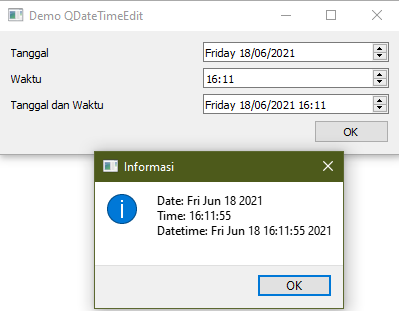 Demo QDateTimeEdit
Tanggal Friday 18/06/2021
Waktu 16:11
Tanggal dan Waktu Friday 18/06/2021 16:11
OK
Informasi
Date: Fri Jun 18 2021
Time: 16:11:55
Datetime: Fri Jun 18 16:11:55 2021
OK